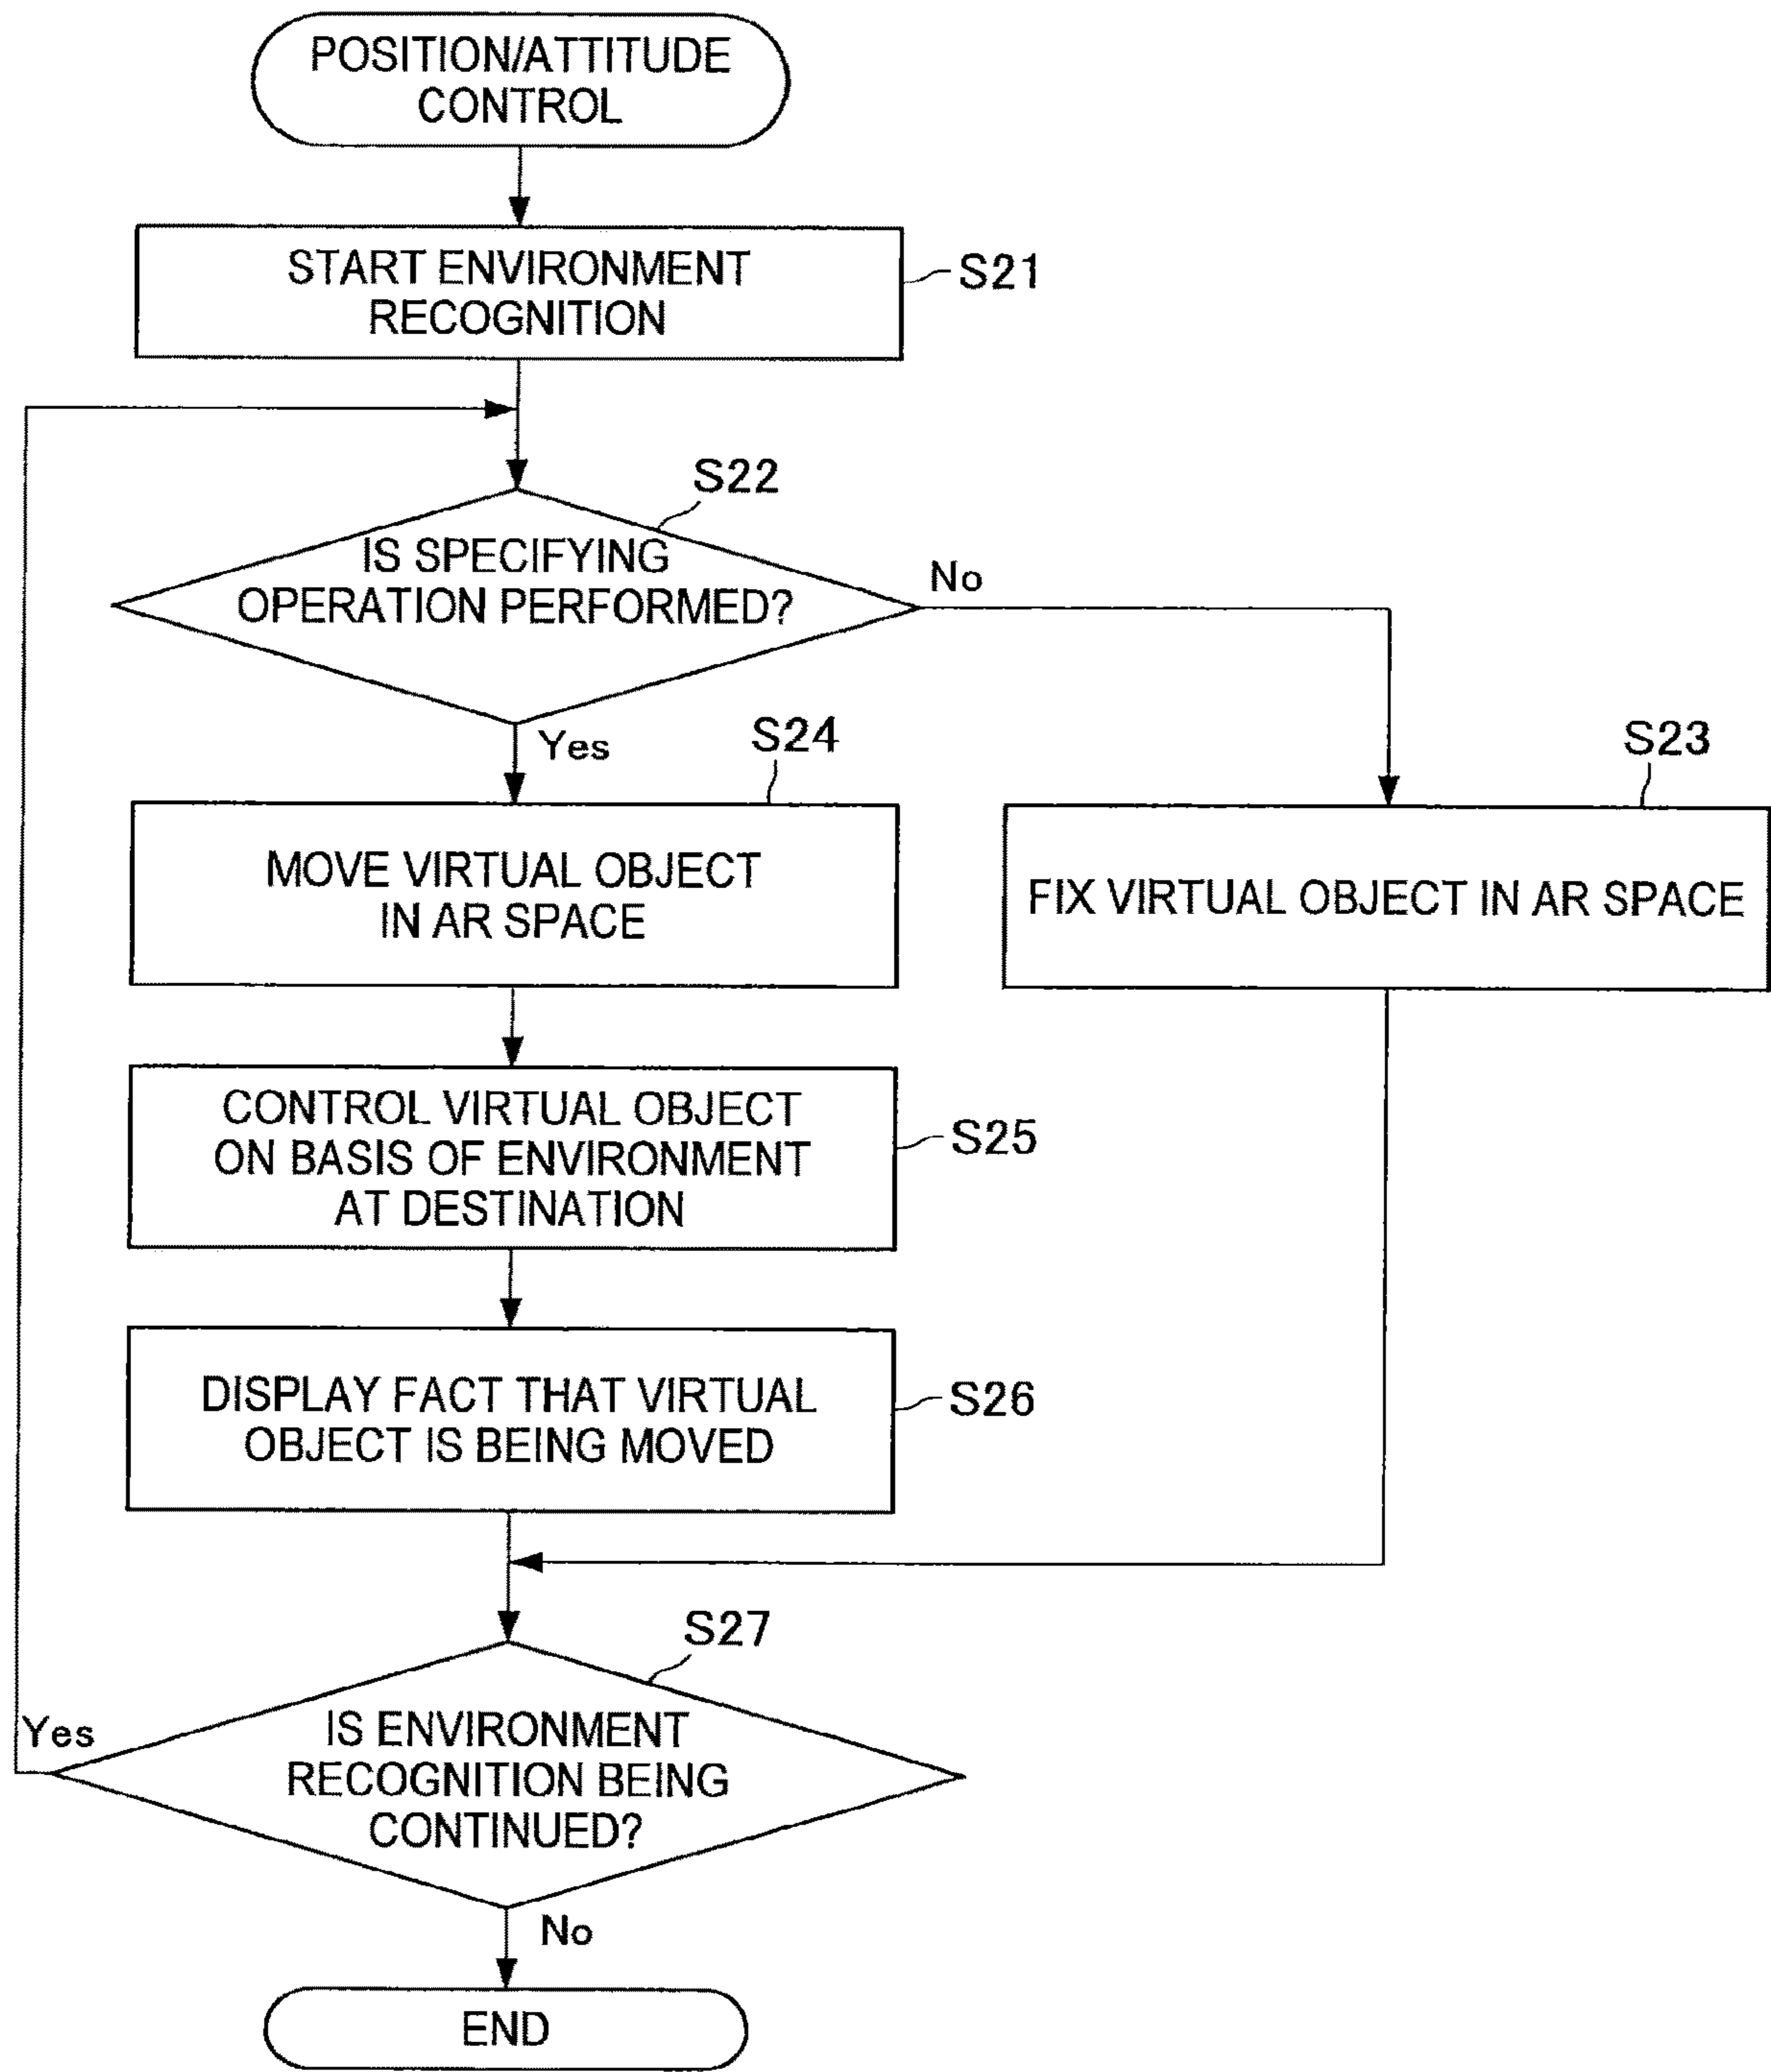 POSITION/ATTITUDE
CONTROL
START ENVIRONMENT
RECOGNITION
S21
S22
IS SPECIFYING
OPERATION PERFORMED?
No
Yes
S24
S23
MOVE VIRTUAL OBJECT
IN AR SPACE
FIX VIRTUAL OBJECT IN AR SPACE
CONTROL VIRTUAL OBJECT
ON BASIS OF ENVIRONMENT
AT DESTINATION
S25
DISPLAY FACT THAT VIRTUAL
OBJECT IS BEING MOVED
S26
S27
Yes
IS ENVIRONMENT
RECOGNITION BEING
CONTINUED?
No
END